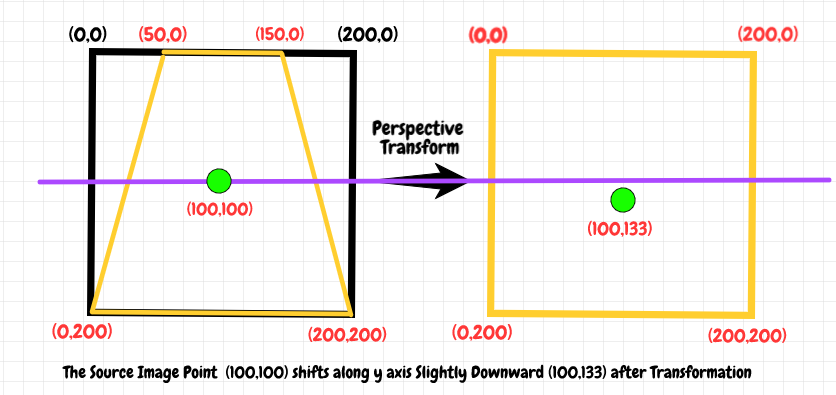 (0,0) (50,0) (150,0) (200,0) (0,0) (200,0)
Perspective
Transform
(100,100)
(100,133)
(0,200) (200,200) (0,200) (200,200)
The Source Image Point (100,100) shifts along y axis Slightly Downward (100,133) after Transformation